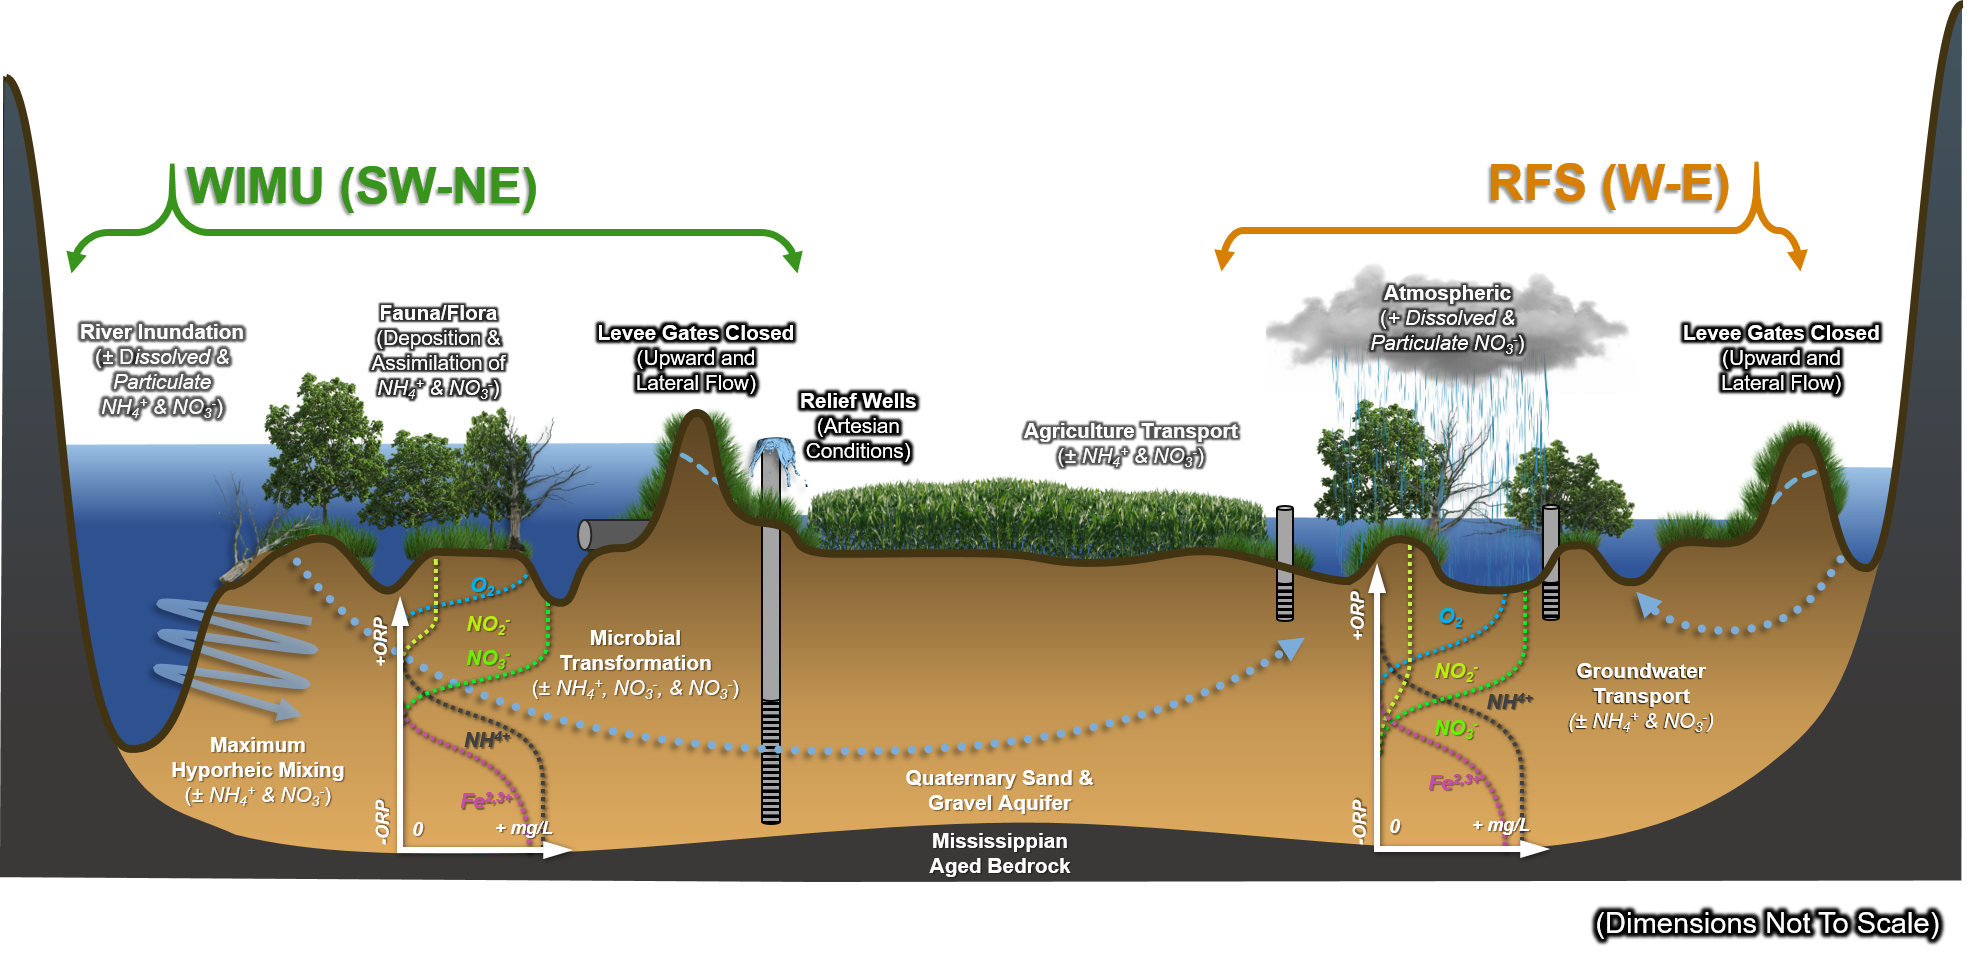 WIMU (SW-NE)
RFS (W-E)
River Inundation
(± Dissolved &
Particulate
NH₄⁺ & NO₃⁻)
Fauna/Flora
(Deposition &
Assimilation of
NH₄⁺ & NO₃⁻)
Levee Gates Closed
(Upward and
Lateral Flow)
Relief Wells
(Artesian
Conditions)
Agriculture Transport
(± NH₄⁺ & NO₃⁻)
Atmospheric
(+ Dissolved &
Particulate NO₃⁻)
Levee Gates Closed
(Upward and
Lateral Flow)
Maximum
Hyporheic Mixing
(± NH₄⁺ & NO₃⁻)
+ORP
-ORP
O₂
NO₂⁻
NO₃⁻
NH⁴⁺
Fe²,³⁺
0
+ mg/L
Microbial
Transformation
(± NH₄⁺, NO₃⁻, & NO₃⁻)
Quaternary Sand &
Gravel Aquifer
Mississippian
Aged Bedrock
+ORP
-ORP
O₂
NO₂⁻
NH⁴⁺
NO₃⁻
Fe²,³⁺
0
+ mg/L
Groundwater
Transport
(± NH₄⁺ & NO₃⁻)
(Dimensions Not To Scale)